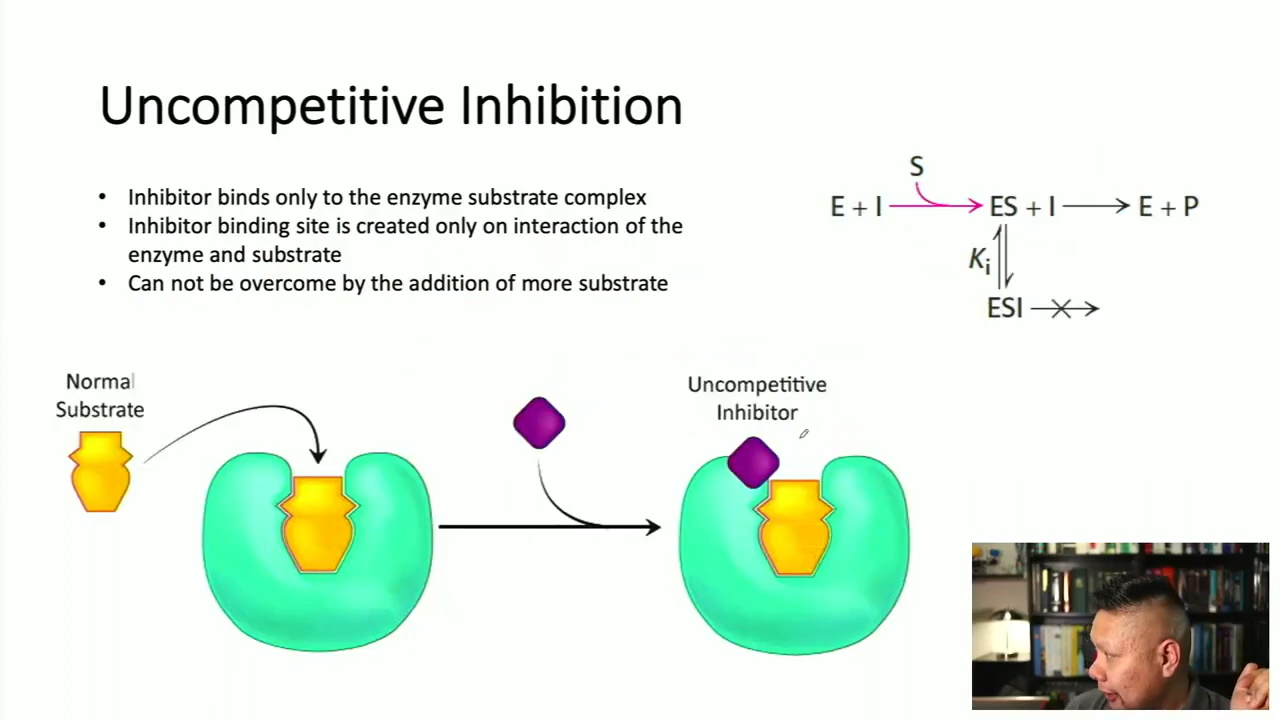 Uncompetitive Inhibition
• Inhibitor binds only to the enzyme substrate complex
• Inhibitor binding site is created only on interaction of the
enzyme and substrate
• Can not be overcome by the addition of more substrate
S
E + I ⟶ ES + I ⟶ E + P
Ki
ESI
Normal
Substrate
Uncompetitive
Inhibitor